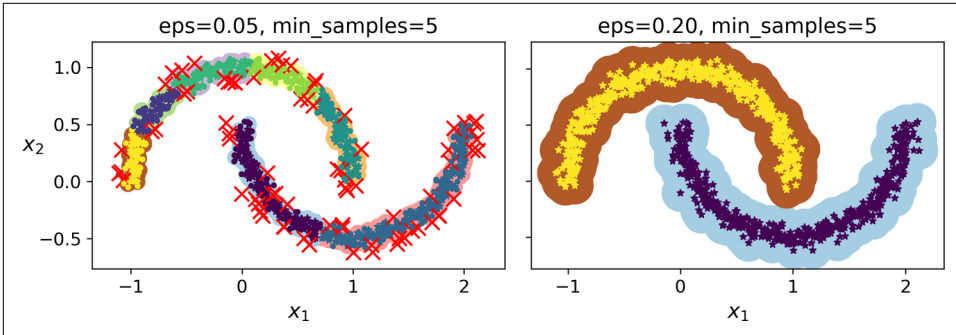 eps=0.05, min_samples=5
eps=0.20, min_samples=5
1.0
0.5
0.0
−0.5
x₂
−1
0
1
2
−1
0
1
2
x₁
x₁